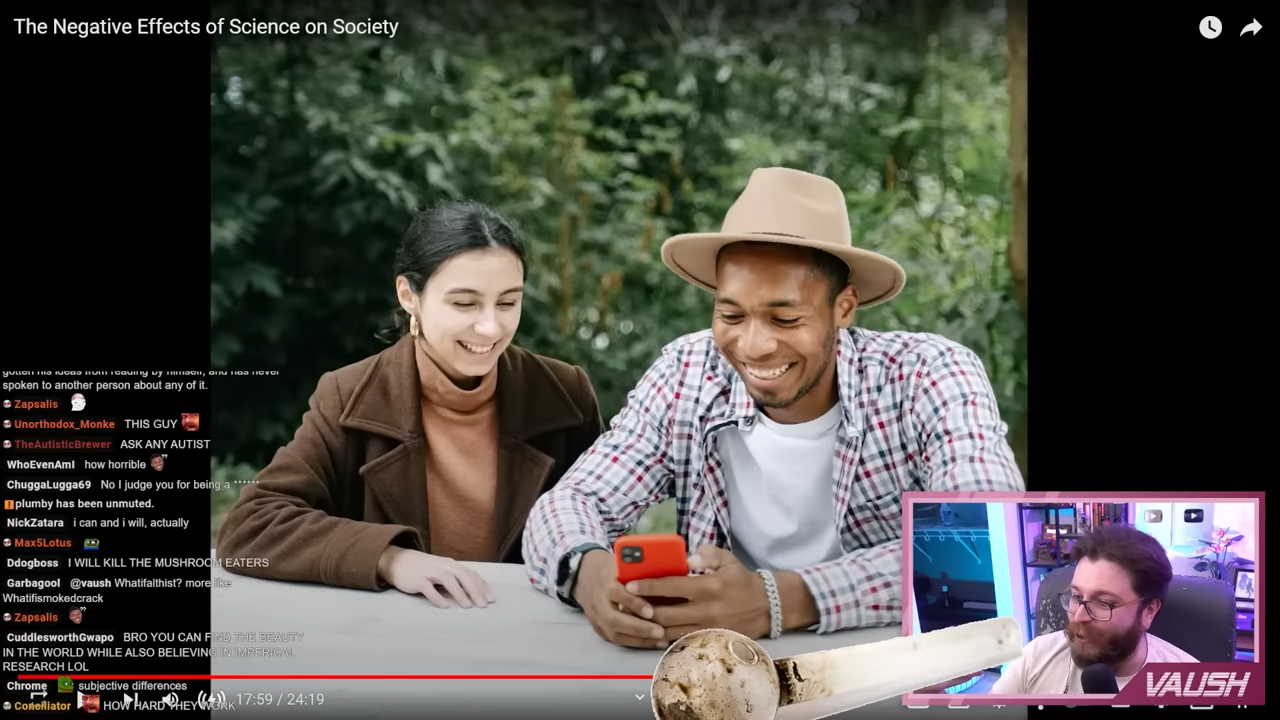 The Negative Effects of Science on Society
gotten his ideas from reading by himself, and has never
spoken to another person about any of it.
Zapsalis
Unorthodox_Monke THIS GUY
TheAutisticBrewer ASK ANY AUTIST
WhoEvenAmI how horrible
ChuggaLugga69 No I judge you for being a ******
plumby has been unmuted.
NickZatara i can and i will, actually
Max5Lotus
Ddogboss I WILL KILL THE MUSHROOM EATERS
Garbagool @vaush Whatifalthist? more like
Whatifismokedcrack
Zapsalis
CuddlesworthGwapo BRO YOU CAN FIND THE BEAUTY
IN THE WORLD WHILE ALSO BELIEVING IN IMPERICAL
RESEARCH LOL
Chrome subjective differences
Coneiliator HOW HARD THEY WORK
17:59 / 24:19
VAUSH